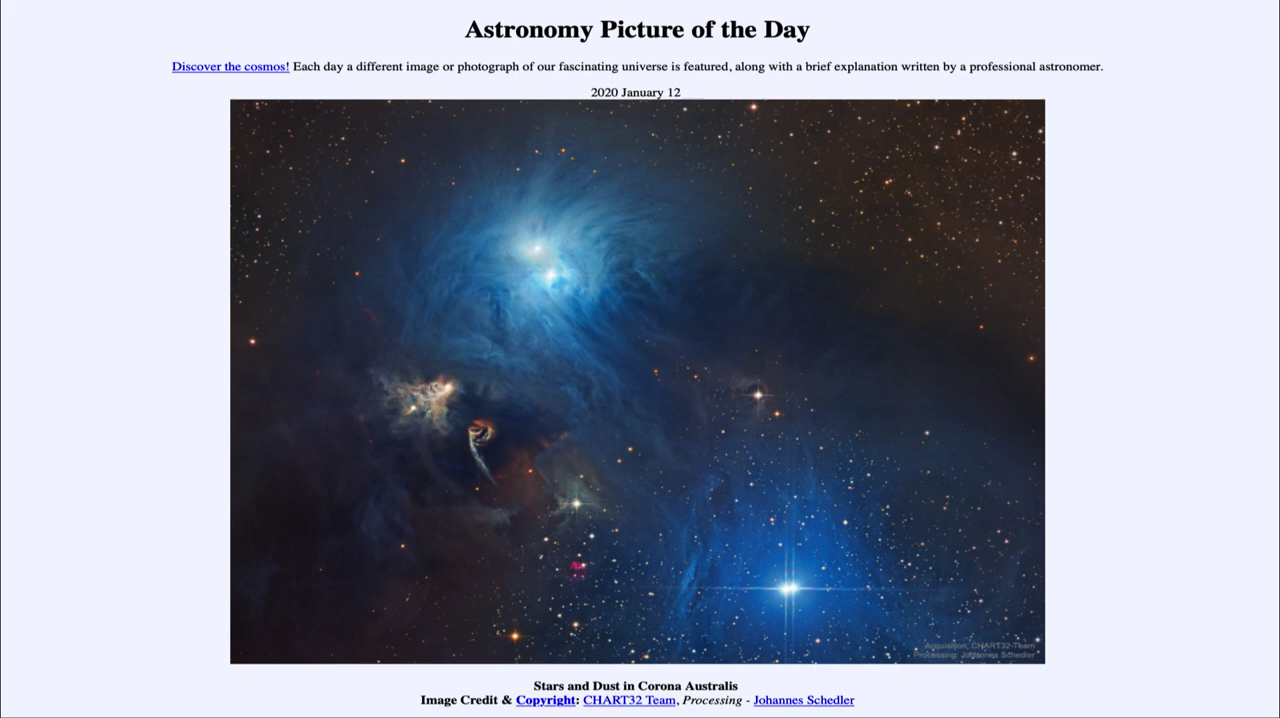 Astronomy Picture of the Day
Discover the cosmos! Each day a different image or photograph of our fascinating universe is featured, along with a brief explanation written by a professional astronomer.
2020 January 12
Acquisition, CHART32-Team
Processing: Johannes Schedler
Stars and Dust in Corona Australis
Image Credit & Copyright: CHART32 Team, Processing - Johannes Schedler